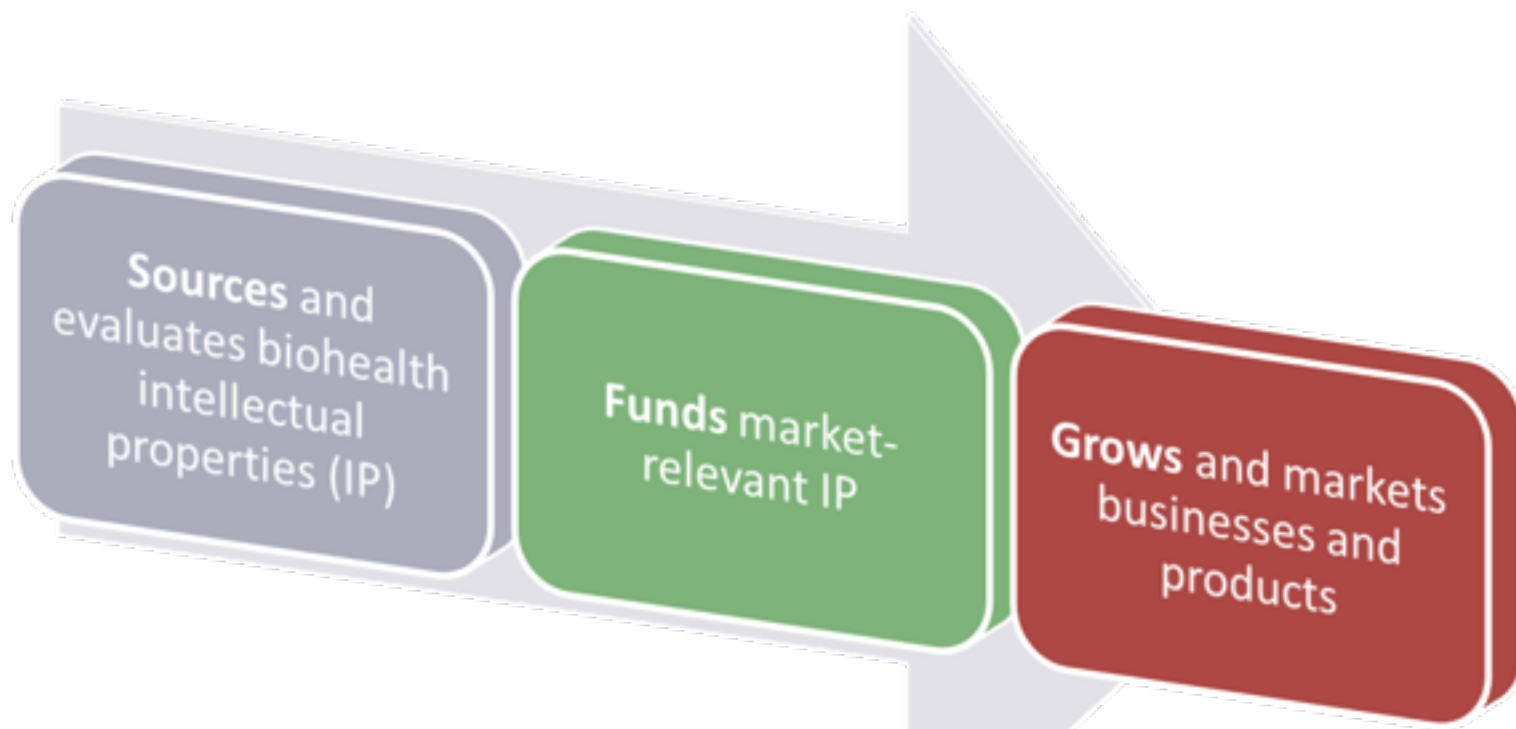 Sources and
evaluates biohealth
intellectual
properties (IP)
Funds market-
relevant IP
Grows and markets
businesses and
products